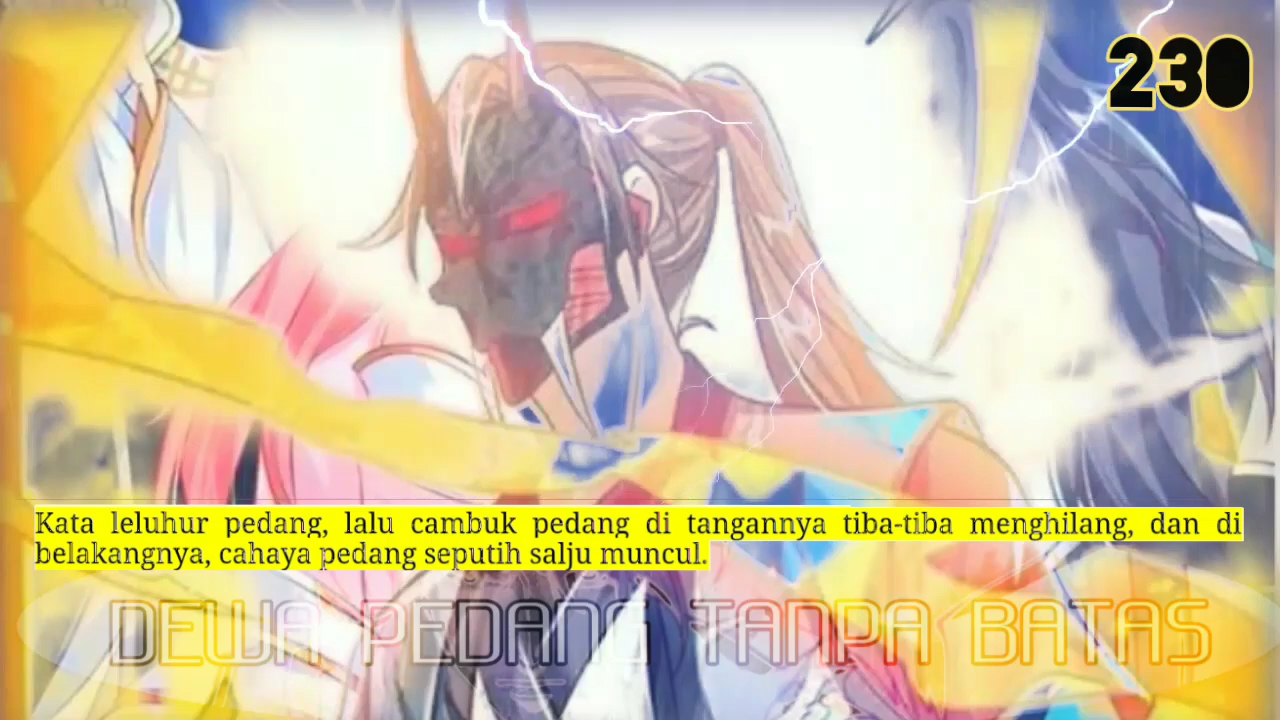 230
Kata leluhur pedang, lalu cambuk pedang di tangannya tiba-tiba menghilang, dan di
belakangnya, cahaya pedang seputih salju muncul.
DEWA PEDANG TANPA BATAS